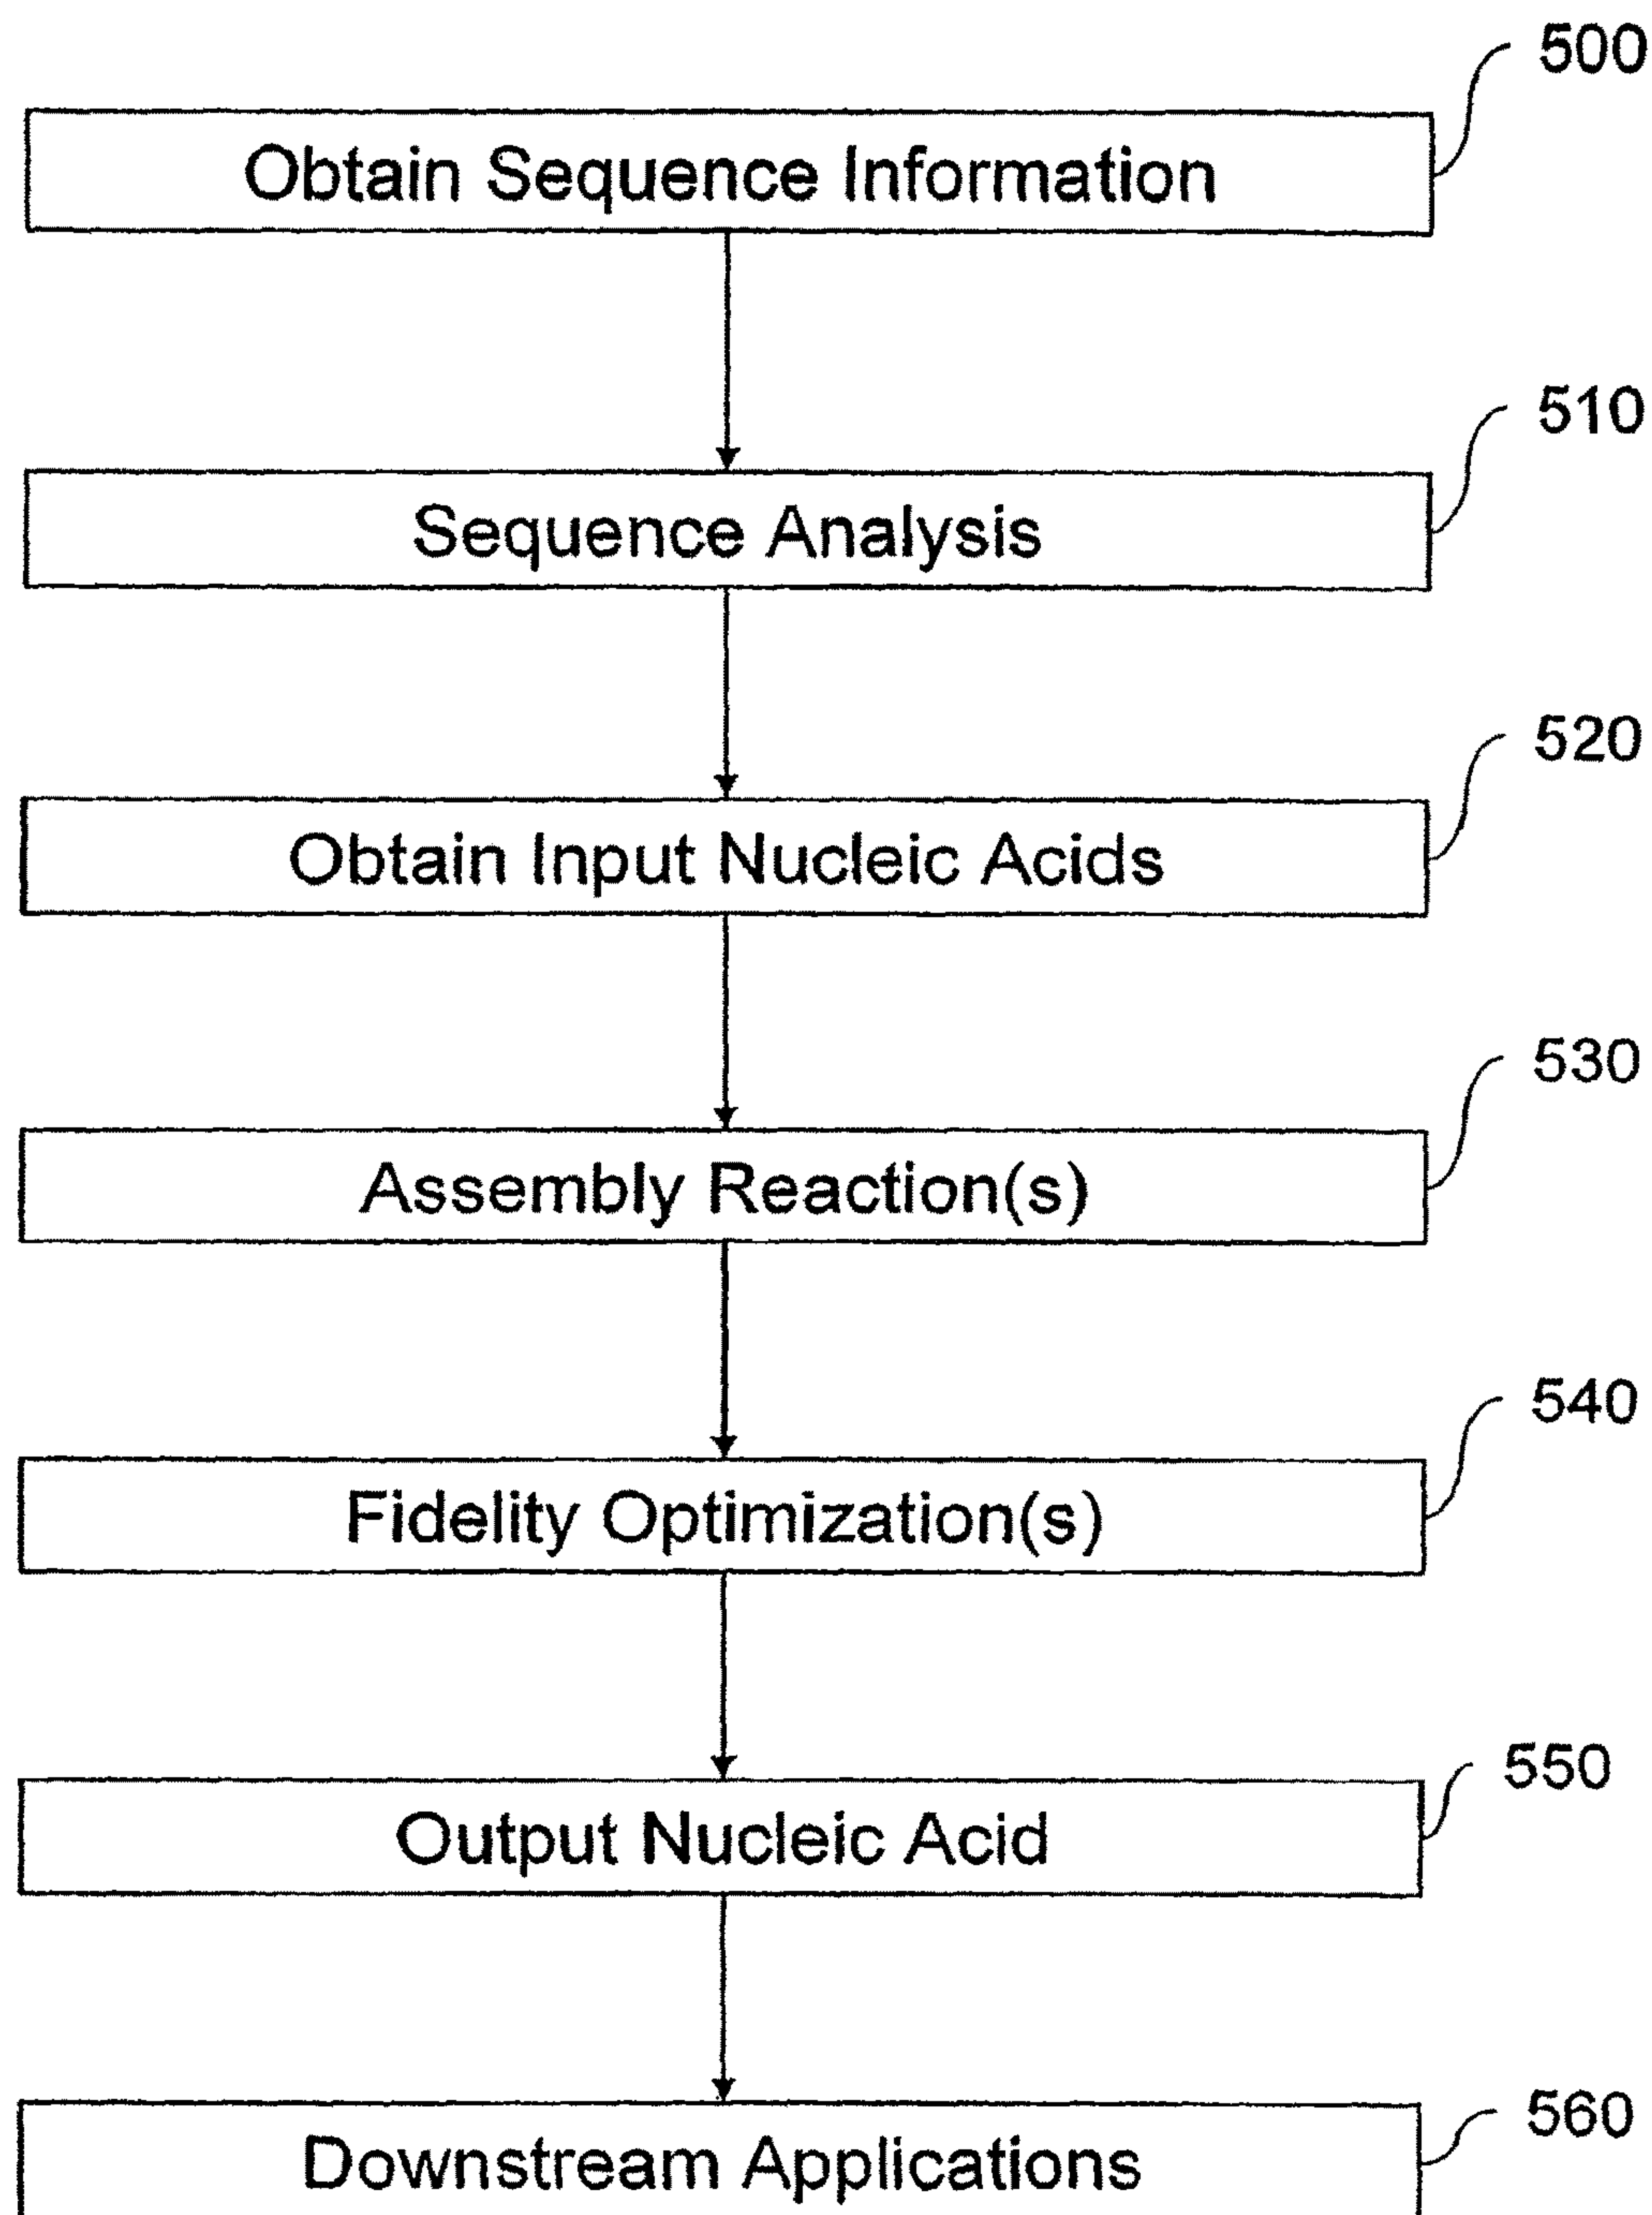 500
Obtain Sequence Information
510
Sequence Analysis
520
Obtain Input Nucleic Acids
530
Assembly Reaction(s)
540
Fidelity Optimization(s)
550
Output Nucleic Acid
560
Downstream Applications